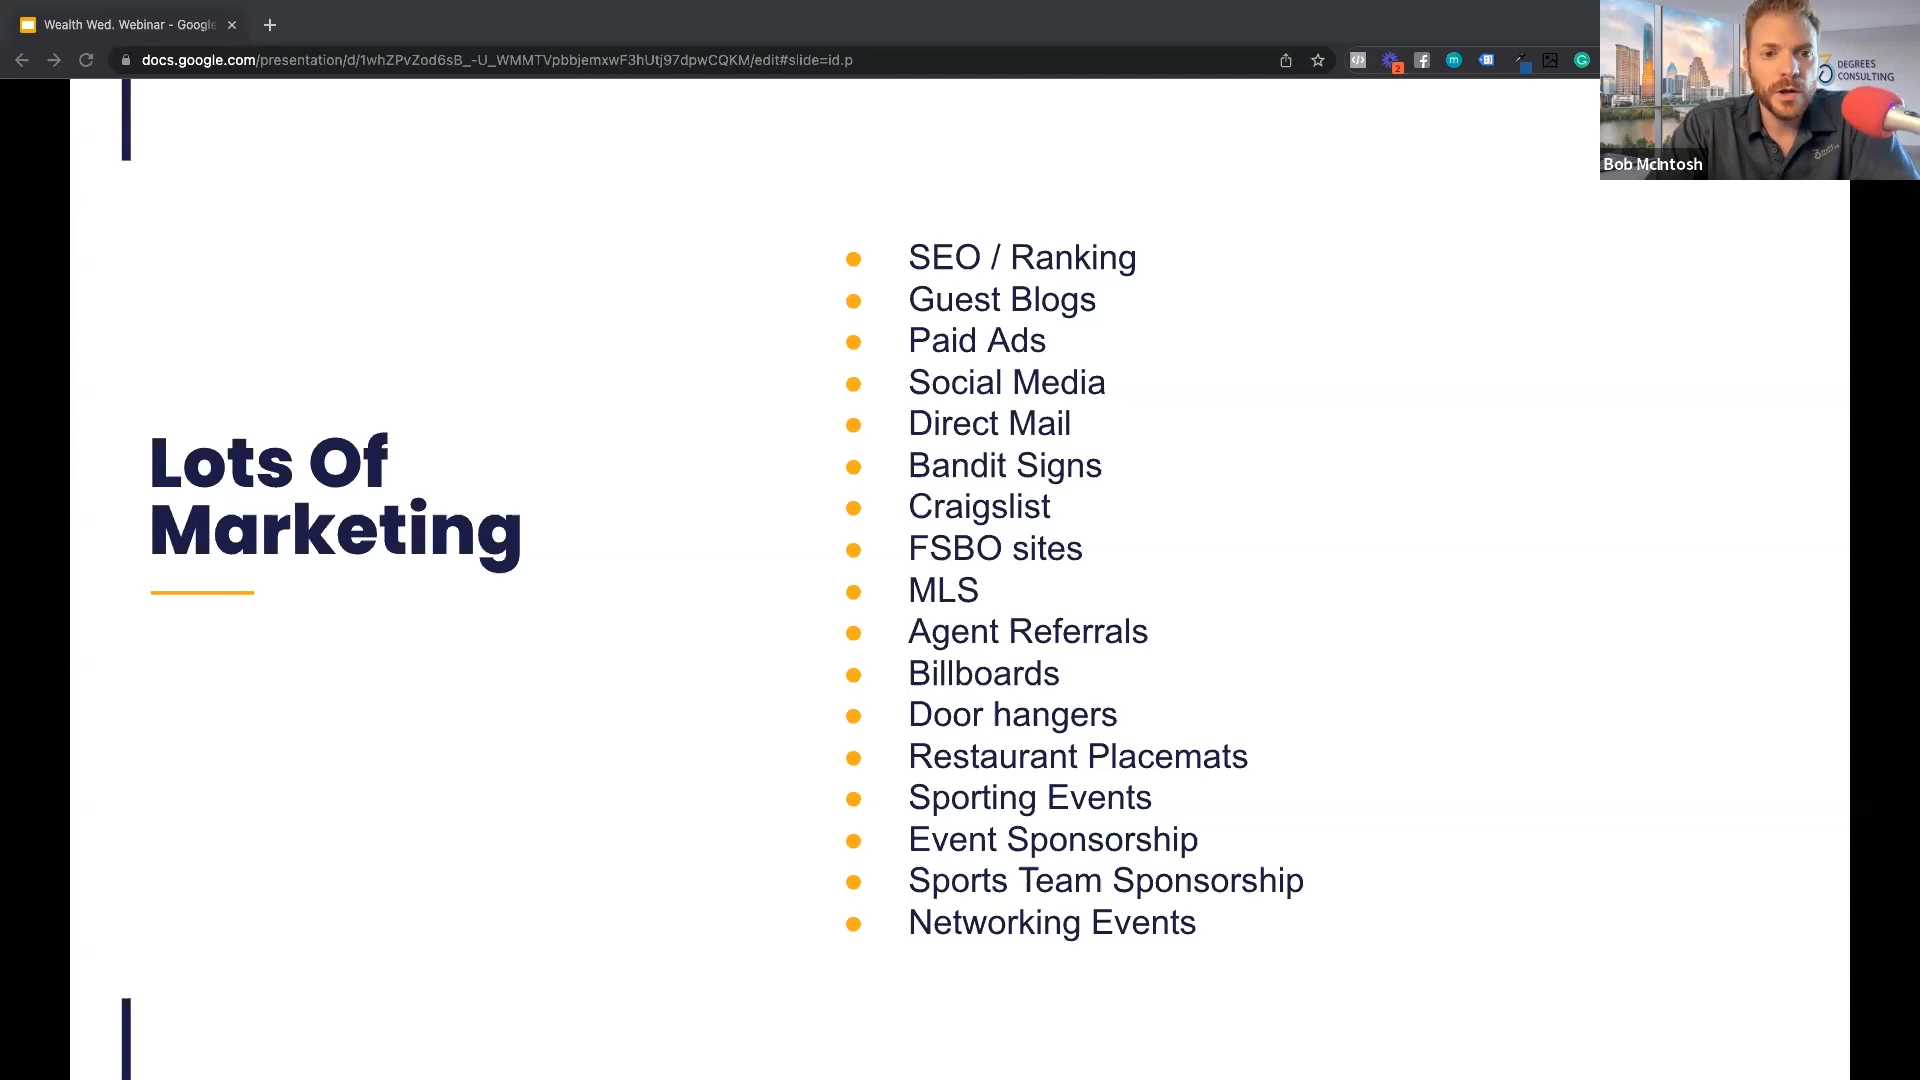 Wealth Wed. Webinar - Google
docs.google.com/presentation/d/1whZPvZod6sB_-U_WMMTVpbbjemxwF3hUtj97dpwCQKM/edit#slide=id.p
2
DEGREES
CONSULTING
Bob McIntosh
Lots Of
Marketing
SEO / Ranking
Guest Blogs
Paid Ads
Social Media
Direct Mail
Bandit Signs
Craigslist
FSBO sites
MLS
Agent Referrals
Billboards
Door hangers
Restaurant Placemats
Sporting Events
Event Sponsorship
Sports Team Sponsorship
Networking Events